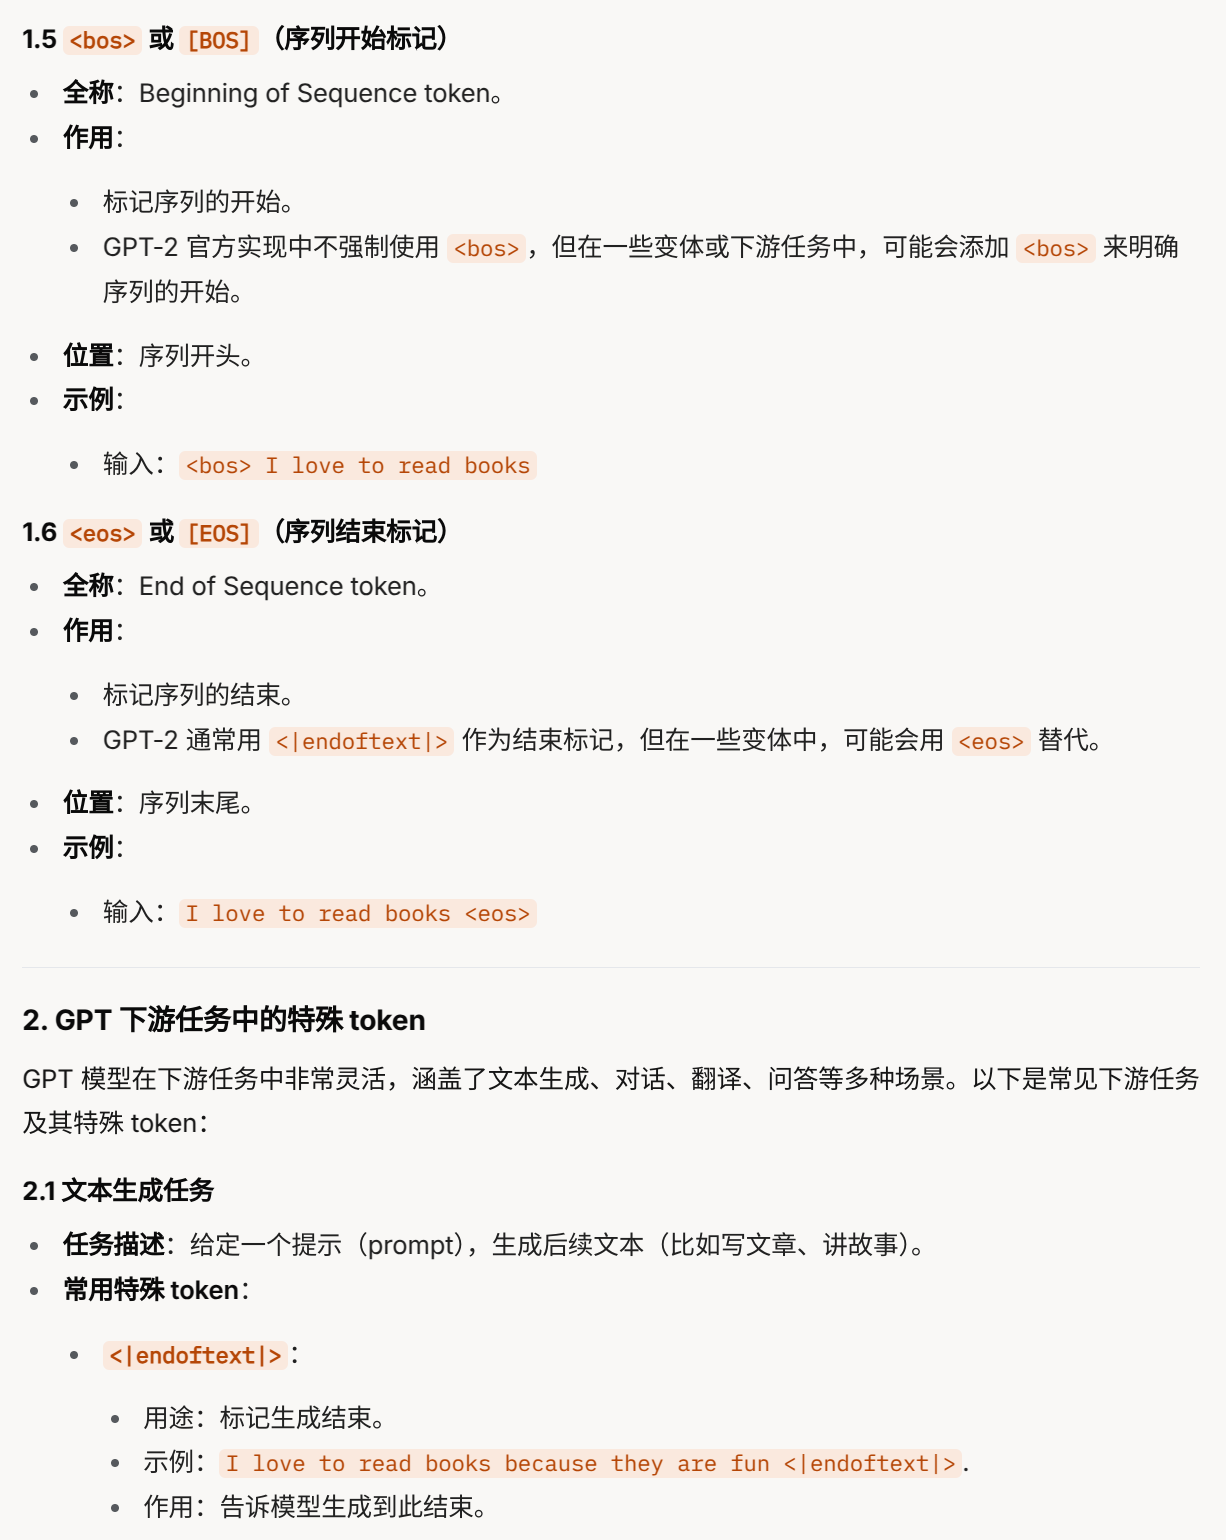 1.5 <bos> 或 [BOS]（序列开始标记）
全称：Beginning of Sequence token。
作用：
标记序列的开始。
GPT-2 官方实现中不强制使用 <bos>，但在一些变体或下游任务中，可能会添加 <bos> 来明确
序列的开始。
位置：序列开头。
示例：
输入：<bos> I love to read books
1.6 <eos> 或 [EOS]（序列结束标记）
全称：End of Sequence token。
作用：
标记序列的结束。
GPT-2 通常用 <|endoftext|> 作为结束标记，但在一些变体中，可能会用 <eos> 替代。
位置：序列末尾。
示例：
输入：I love to read books <eos>
2. GPT 下游任务中的特殊 token
GPT 模型在下游任务中非常灵活，涵盖了文本生成、对话、翻译、问答等多种场景。以下是常见下游任务
及其特殊 token：
2.1 文本生成任务
任务描述：给定一个提示（prompt），生成后续文本（比如写文章、讲故事）。
常用特殊 token：
<|endoftext|>：
用途：标记生成结束。
示例：I love to read books because they are fun <|endoftext|>.
作用：告诉模型生成到此结束。